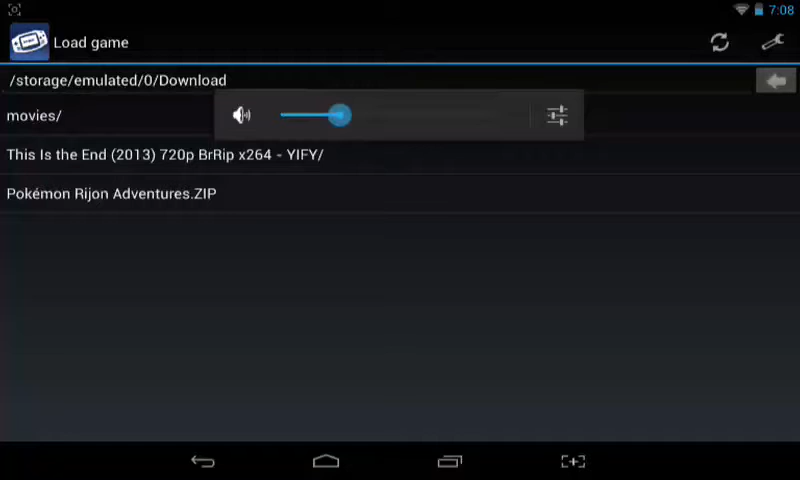 7:08
Load game
/storage/emulated/0/Download
movies/
This Is the End (2013) 720p BrRip x264 - YIFY/
Pokémon Rijon Adventures.ZIP